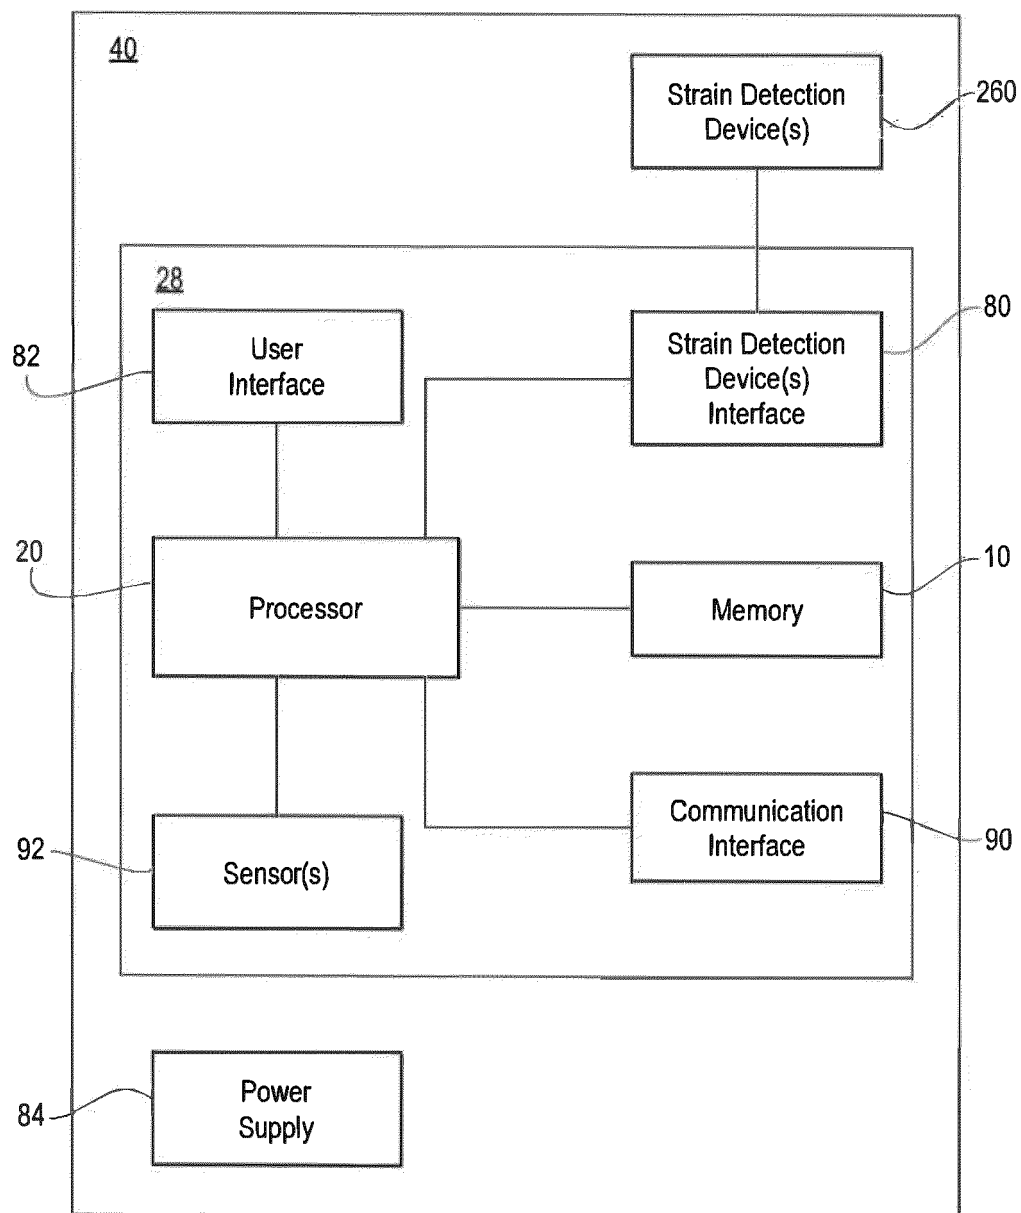 40
Strain Detection
Device(s)
260
28
User
Interface
82
Strain Detection
Device(s)
Interface
80
20
Processor
Memory
10
92
Sensor(s)
Communication
Interface
90
84
Power
Supply